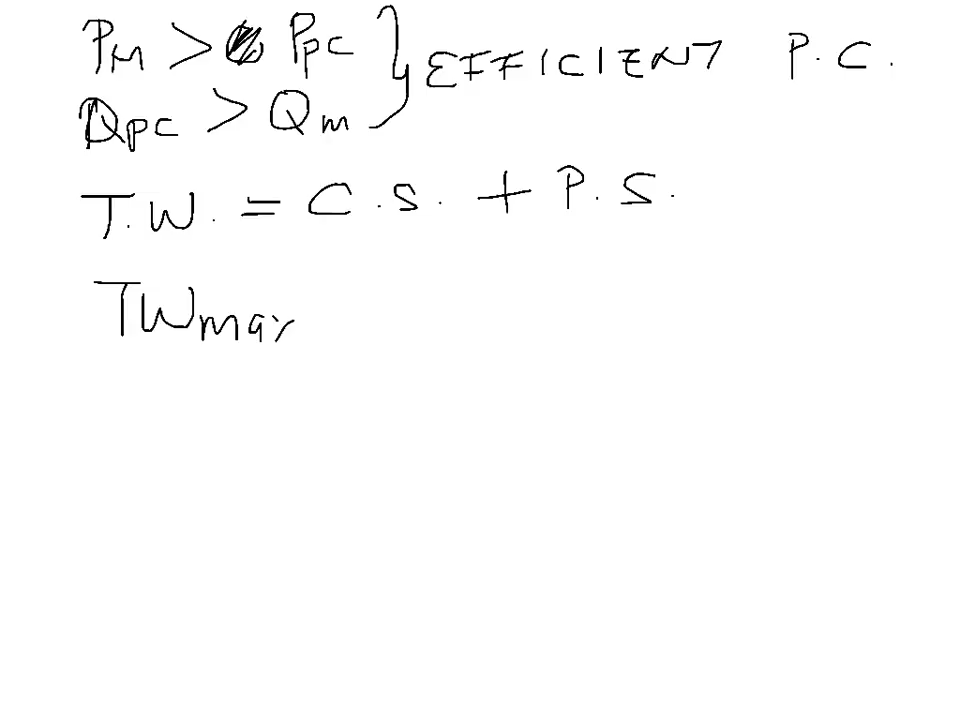 PM > PPC } EFFICIENT P.C.
QPC > Qm
T.W. = C.S. + P.S.
TWmax